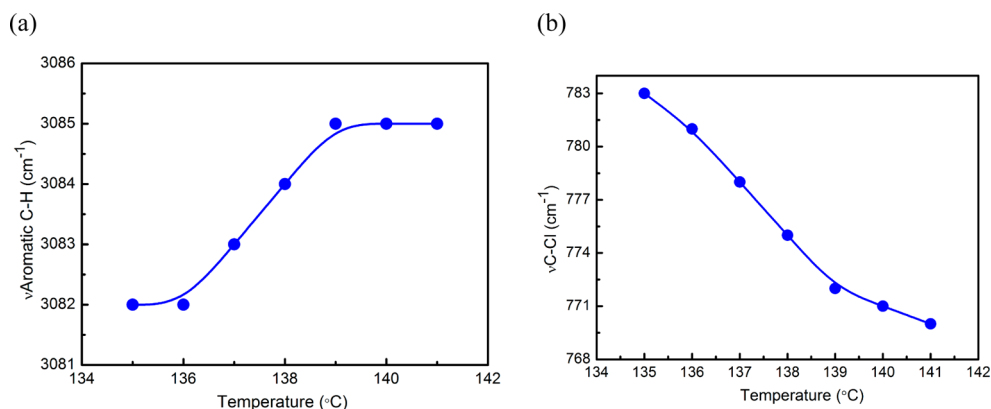 (a)
(b)
νAromatic C-H (cm⁻¹)
3086
3085
3084
3083
3082
3081
134 136 138 140 142
Temperature (°C)
νC-Cl (cm⁻¹)
783
780
777
774
771
768
134 135 136 137 138 139 140 141 142
Temperature (°C)